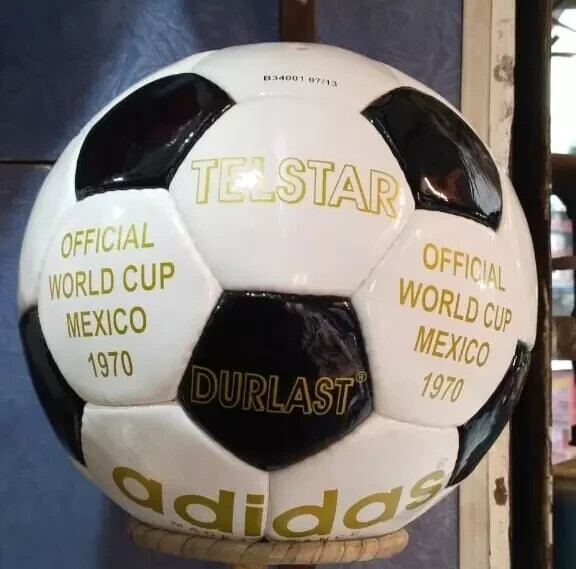 B34001 07/13
TELSTAR
OFFICIAL
WORLD CUP
MEXICO
1970
OFFICIAL
WORLD CUP
MEXICO
1970
DURLAST®
adidas®